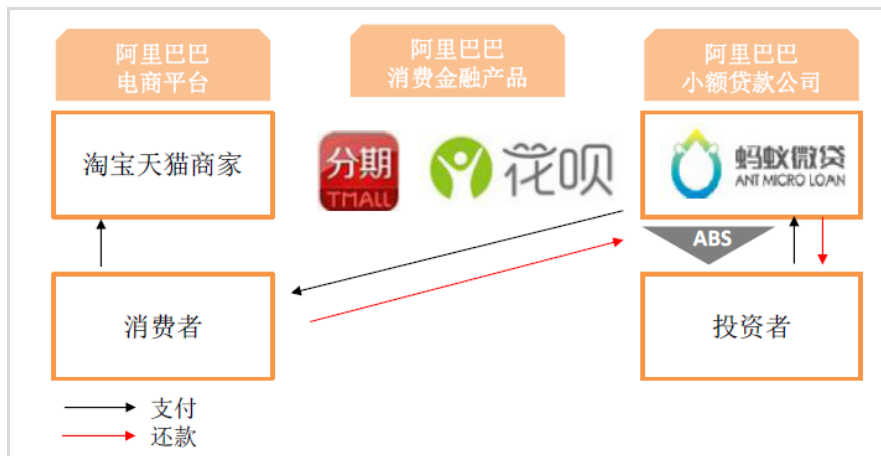 阿里巴巴
电商平台
阿里巴巴
消费金融产品
阿里巴巴
小额贷款公司
淘宝天猫商家
分期
TMALL
花呗
蚂蚁微贷
ANT MICRO LOAN
ABS
消费者
投资者
支付
还款